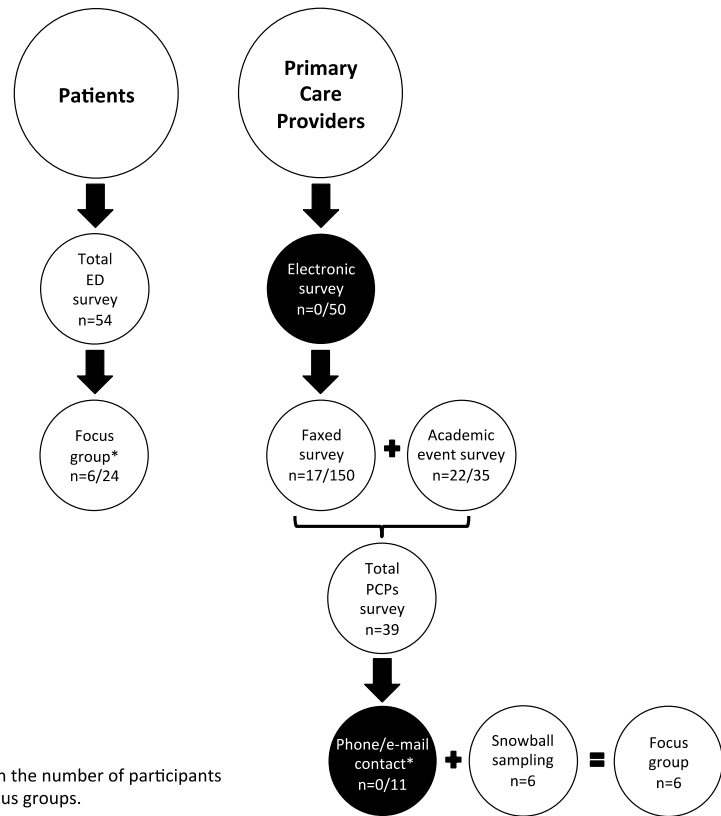 Patients
Primary
Care
Providers
Total
ED
survey
n=54
Electronic
survey
n=0/50
Focus
group*
n=6/24
Faxed
survey
n=17/150
Academic
event survey
n=22/35
Total
PCPs
survey
n=39
Phone/e-mail
contact*
n=0/11
Snowball
sampling
n=6
Focus
group
n=6
the number of participants
groups.